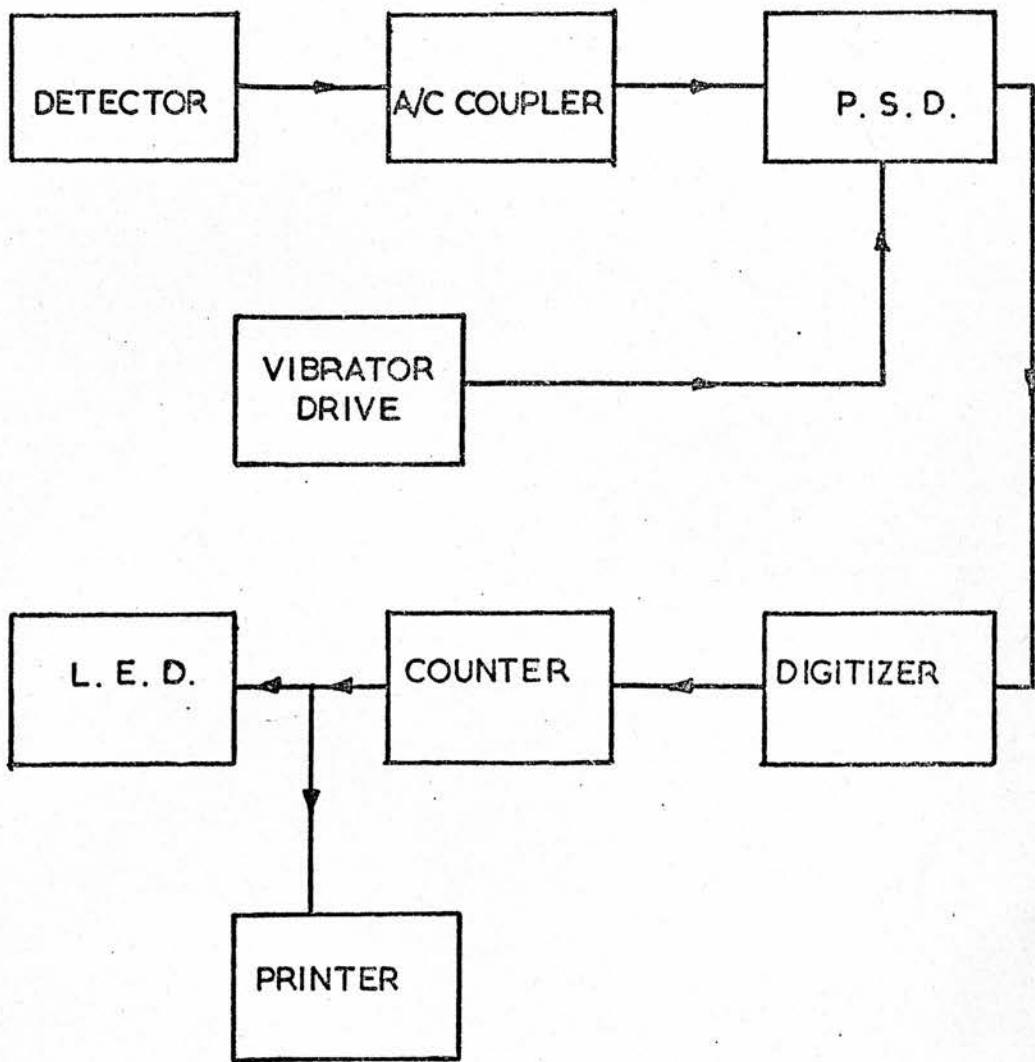 DETECTOR
A/C COUPLER
P. S. D.
VIBRATOR
DRIVE
L. E. D.
COUNTER
DIGITIZER
PRINTER